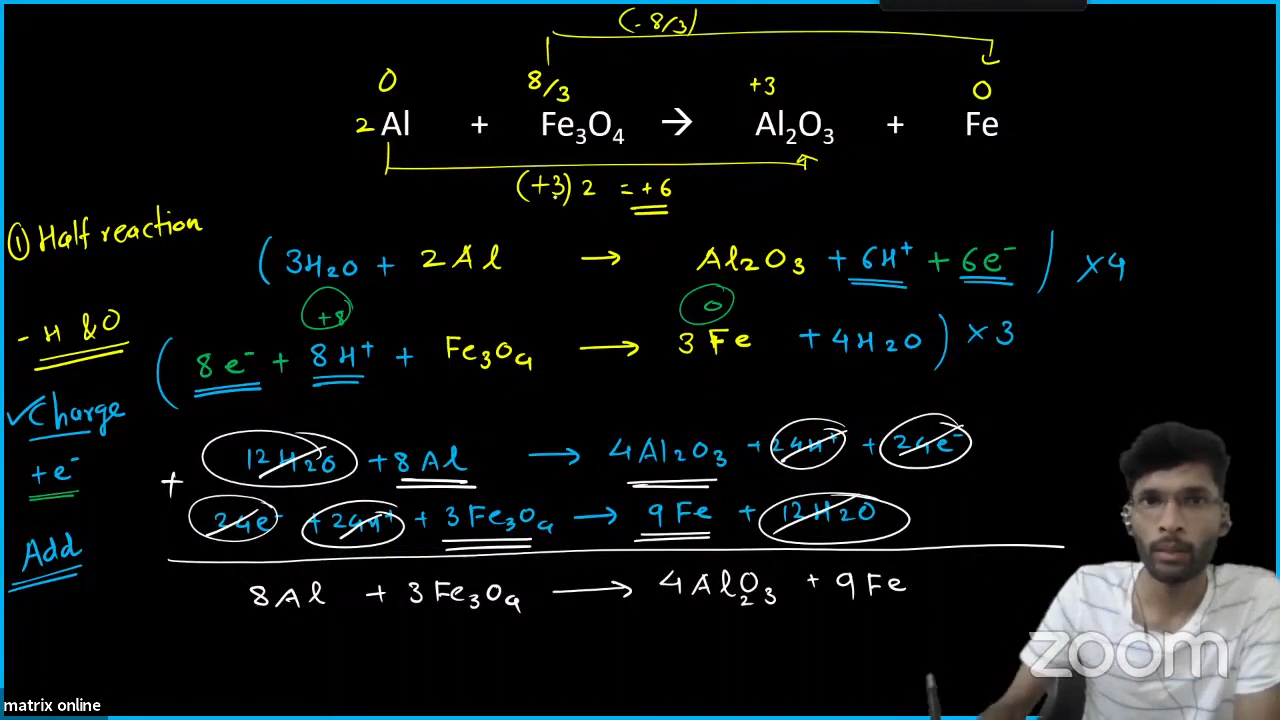 (-8/3)
0 8/3 +3 0
2 Al + Fe₃O₄ → Al₂O₃ + Fe
(+3) 2 = +6
① Half reaction
(3H₂O + 2Al → Al₂O₃ + 6H⁺ + 6e⁻) ×4
+8 0
- H & O
(8e⁻ + 8H⁺ + Fe₃O₄ → 3Fe + 4H₂O) ×3
✓Charge
12H₂O + 8Al → 4Al₂O₃ + 24H⁺ + 24e⁻
+e⁻
+
24e⁻ + 24H⁺ + 3Fe₃O₄ → 9Fe + 12H₂O
Add
8Al + 3Fe₃O₄ → 4Al₂O₃ + 9Fe
zoom
matrix online